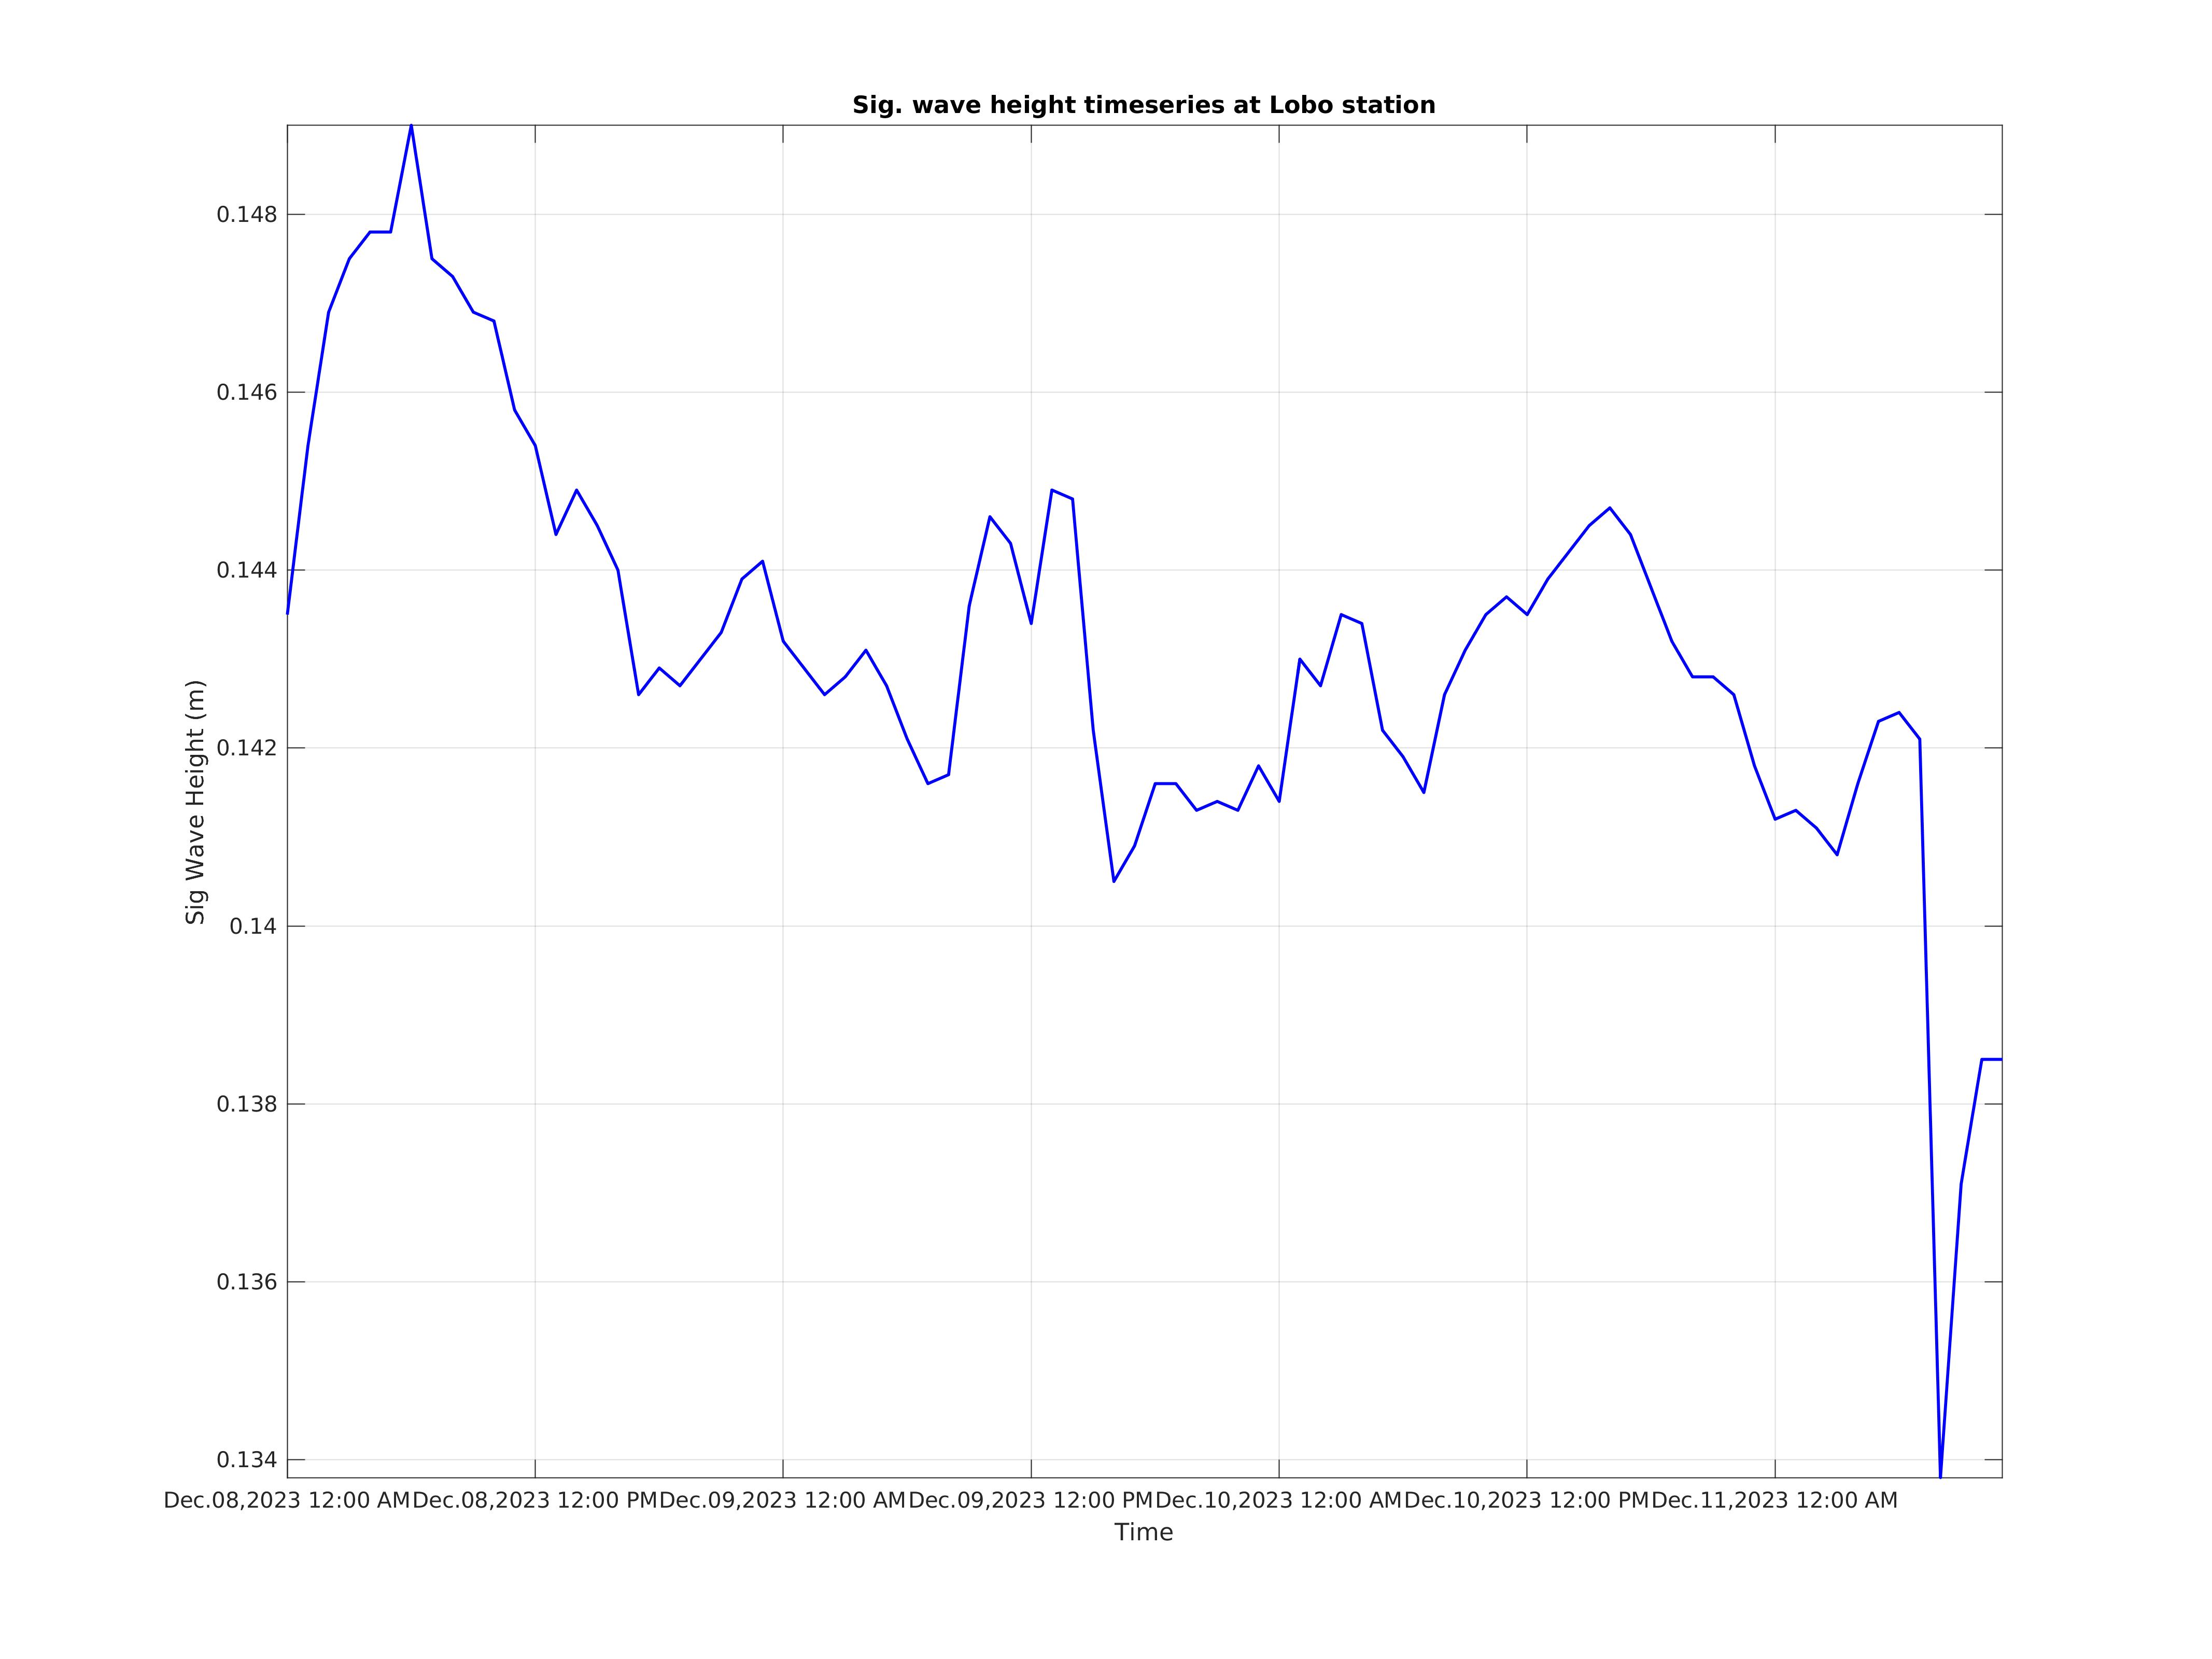 Sig. wave height timeseries at Lobo station
0.148
0.146
0.144
0.142
0.14
0.138
0.136
0.134
Sig Wave Height (m)
Dec.08,2023 12:00 AM Dec.08,2023 12:00 PM Dec.09,2023 12:00 AM Dec.09,2023 12:00 PM Dec.10,2023 12:00 AM Dec.10,2023 12:00 PM Dec.11,2023 12:00 AM
Time